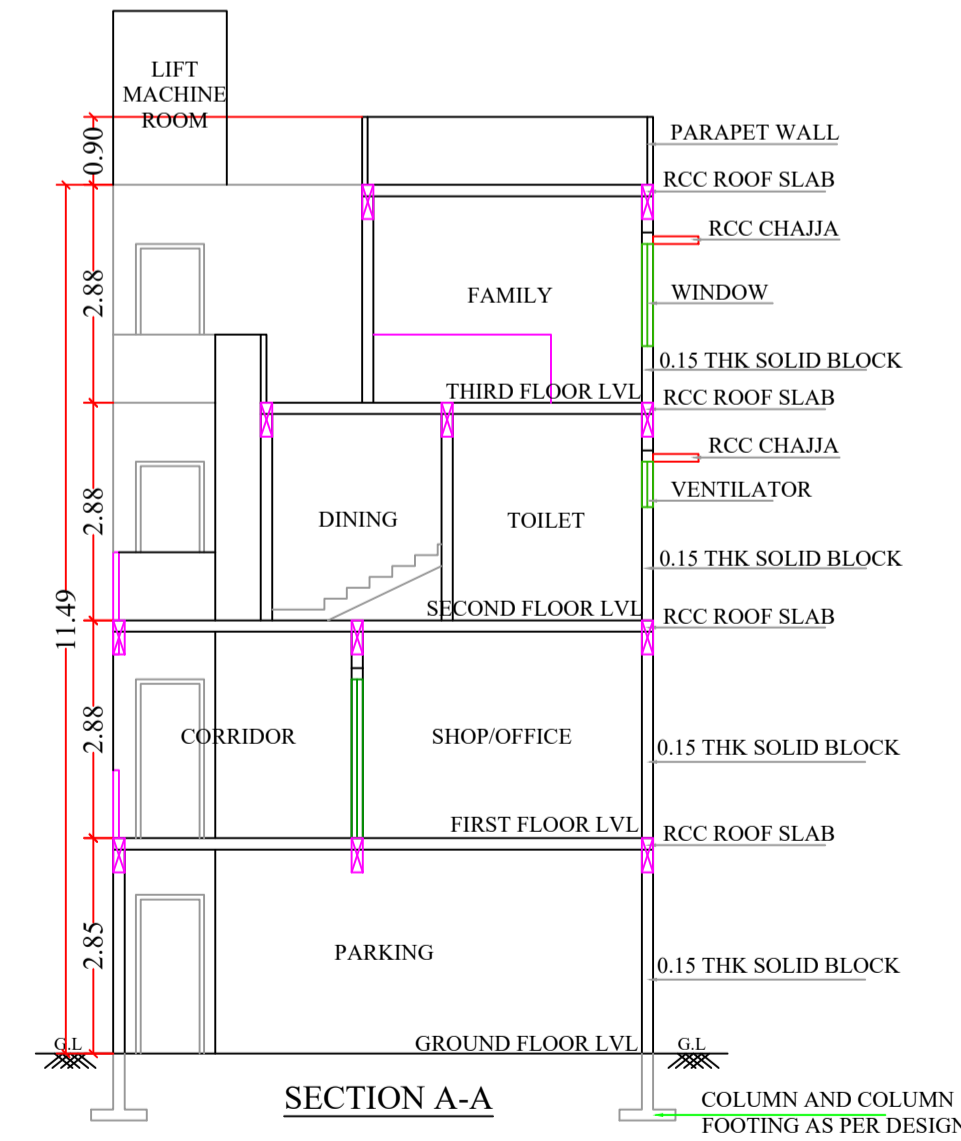 LIFT
MACHINE
ROOM
0.90
PARAPET WALL
RCC ROOF SLAB
RCC CHAJJA
2.88
FAMILY
WINDOW
0.15 THK SOLID BLOCK
THIRD FLOOR LVL
RCC ROOF SLAB
RCC CHAJJA
2.88
DINING
TOILET
VENTILATOR
0.15 THK SOLID BLOCK
11.49
SECOND FLOOR LVL
RCC ROOF SLAB
2.88
CORRIDOR
SHOP/OFFICE
0.15 THK SOLID BLOCK
FIRST FLOOR LVL
RCC ROOF SLAB
2.85
PARKING
0.15 THK SOLID BLOCK
G.L
GROUND FLOOR LVL
G.L
SECTION A-A
COLUMN AND COLUMN
FOOTING AS PER DESIGN